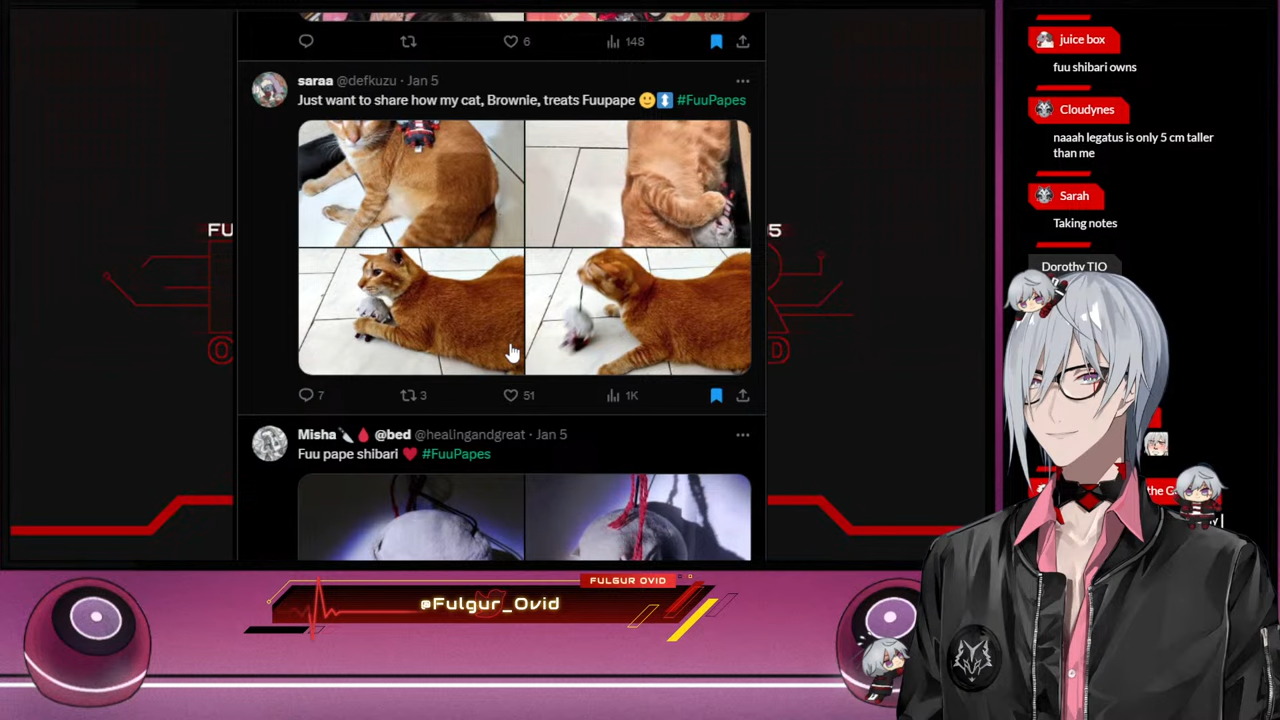 6
148
saraa @defkuzu · Jan 5
Just want to share how my cat, Brownie, treats Fuupape 🙂↕️ #FuuPapes
7
3
51
1K
Misha 🔪🩸 @bed @healingandgreat · Jan 5
Fuu pape shibari ❤️ #FuuPapes
FU
5
O
D
FULGUR OVID
@Fulgur_Ovid
juice box
fuu shibari owns
Cloudynes
naaah legatus is only 5 cm taller
than me
Sarah
Taking notes
Dorothy TIO